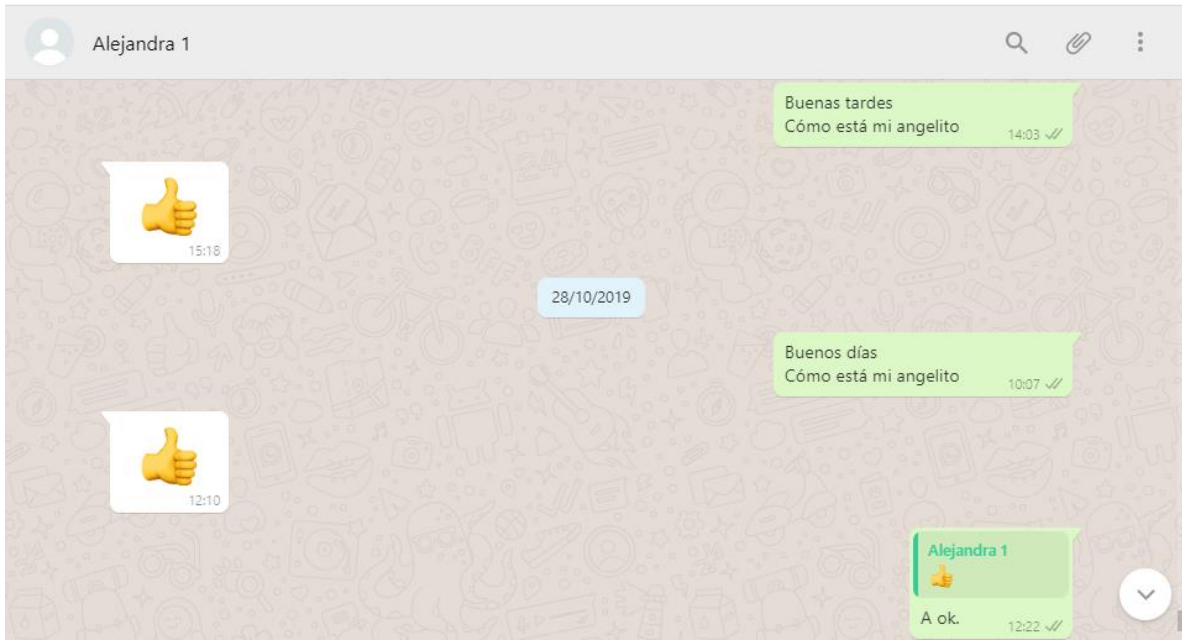 Alejandra 1
Buenas tardes
Cómo está mi angelito
14:03
👍
15:18
28/10/2019
Buenos días
Cómo está mi angelito
10:07
👍
12:10
Alejandra 1
👍
A ok.
12:22